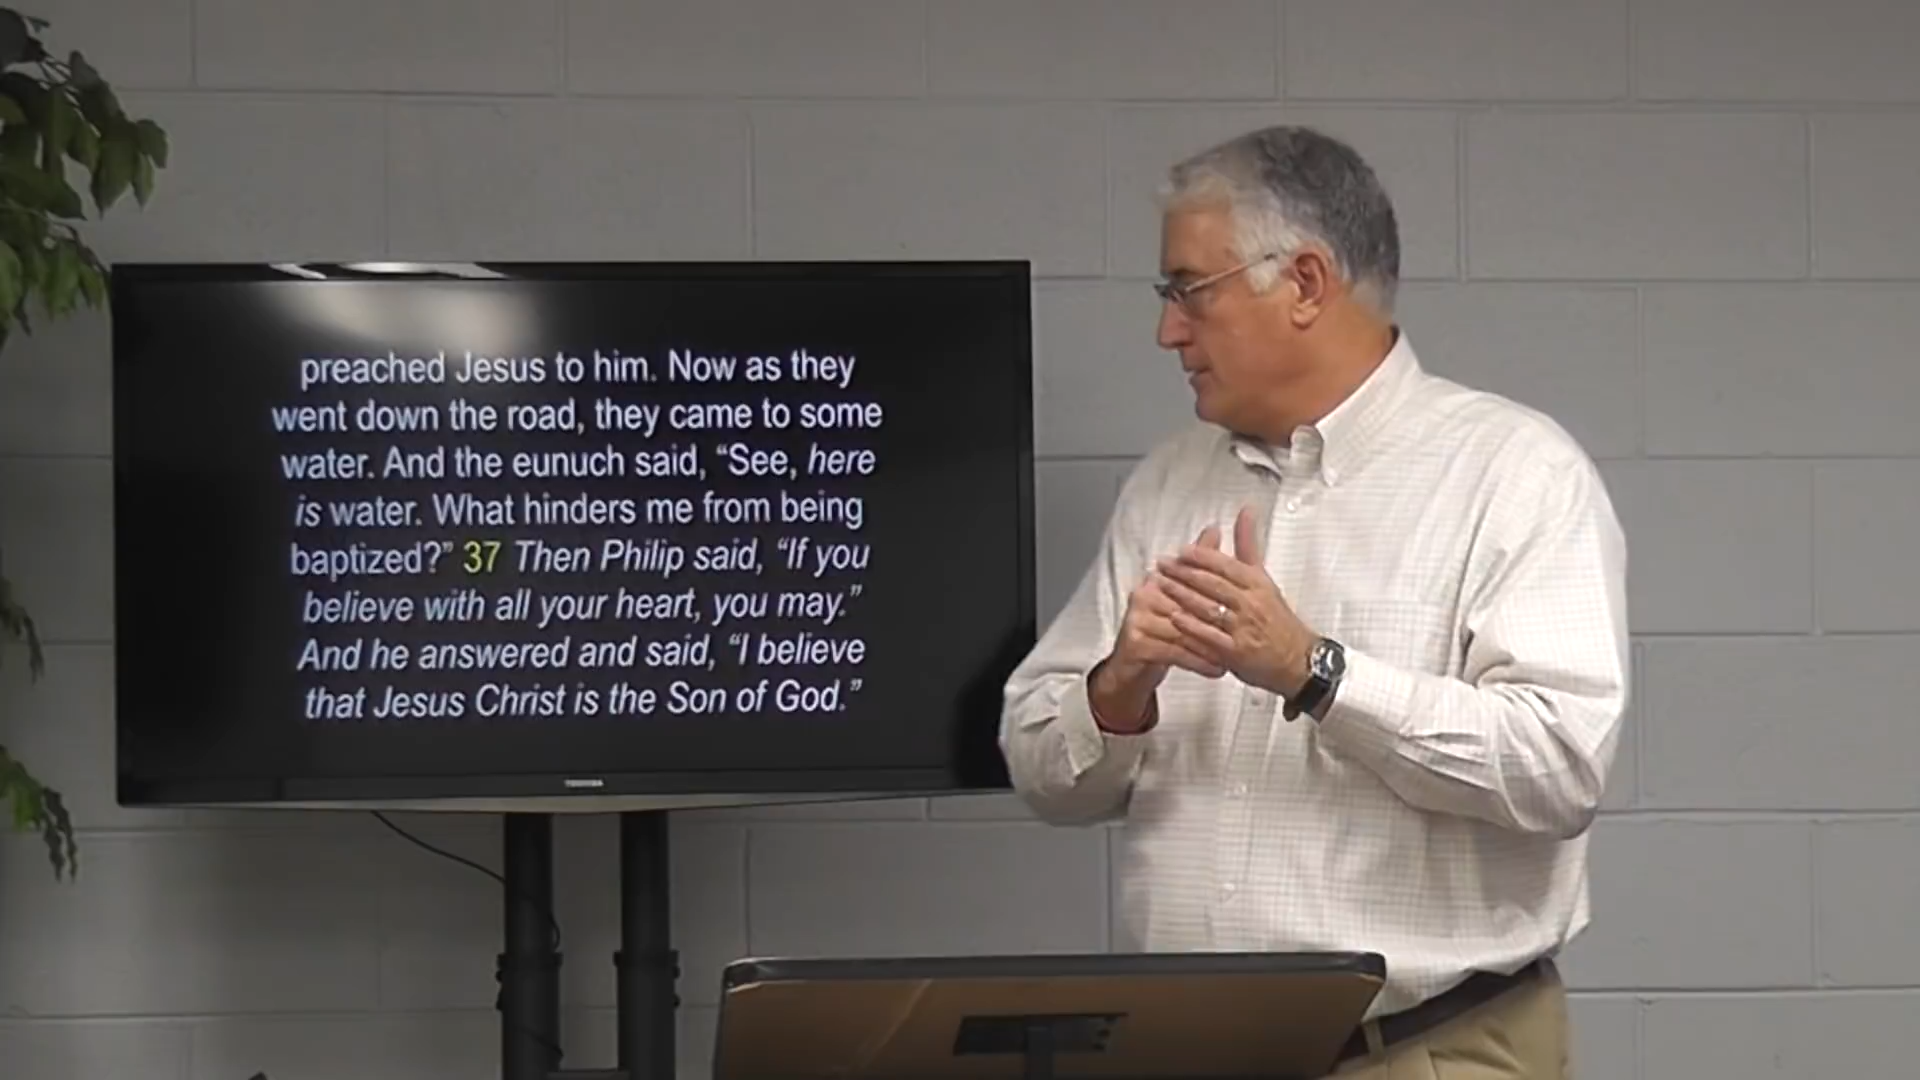 preached Jesus to him. Now as they
went down the road, they came to some
water. And the eunuch said, “See, here
is water. What hinders me from being
baptized?” 37 Then Philip said, “If you
believe with all your heart, you may.”
And he answered and said, “I believe
that Jesus Christ is the Son of God.”
TOSHIBA